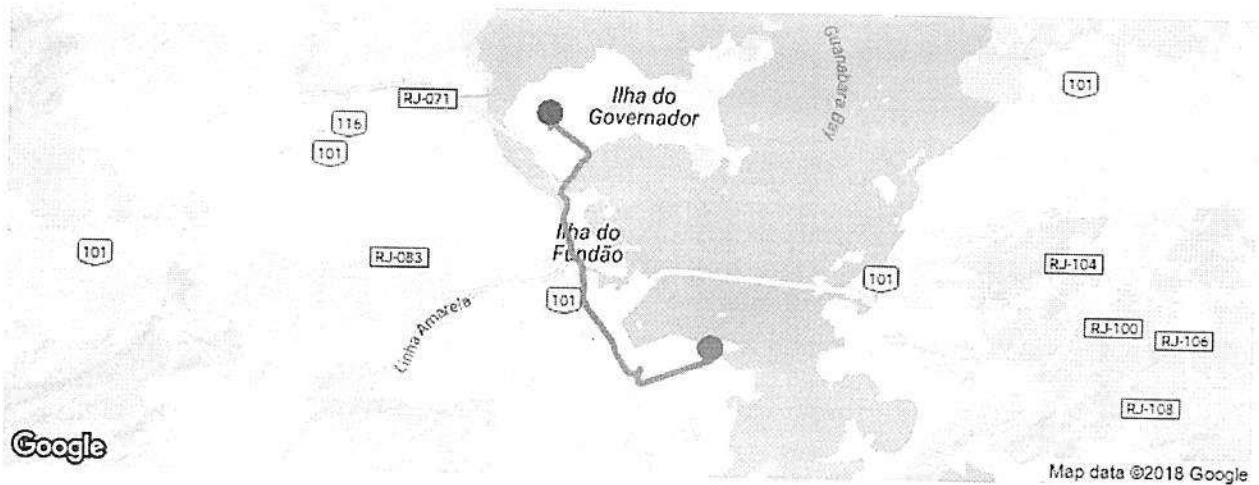 Guanabara Bay
101
RJ-071
Ilha do
Governador
116
101
Ilha do
Fundão
101
RJ-083
101
101
RJ-104
Linha Amarela
RJ-100
RJ-106
RJ-108
Google
Map data ©2018 Google